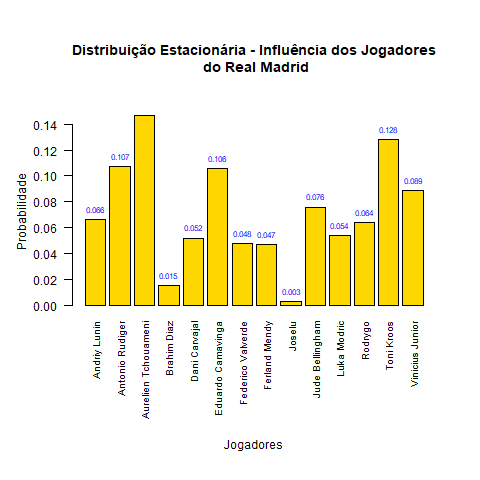 Distribuição Estacionária - Influência dos Jogadores
do Real Madrid
Probabilidade
0.14
0.12
0.10
0.08
0.06
0.04
0.02
0.00
0.066
0.107
0.015
0.052
0.106
0.048
0.047
0.003
0.076
0.054
0.064
0.128
0.089
Andriy Lunin
Antonio Rudiger
Aurelien Tchouameni
Brahim Diaz
Dani Carvajal
Eduardo Camavinga
Federico Valverde
Ferland Mendy
Joselu
Jude Bellingham
Luka Modric
Rodrygo
Toni Kroos
Vinicius Junior
Jogadores